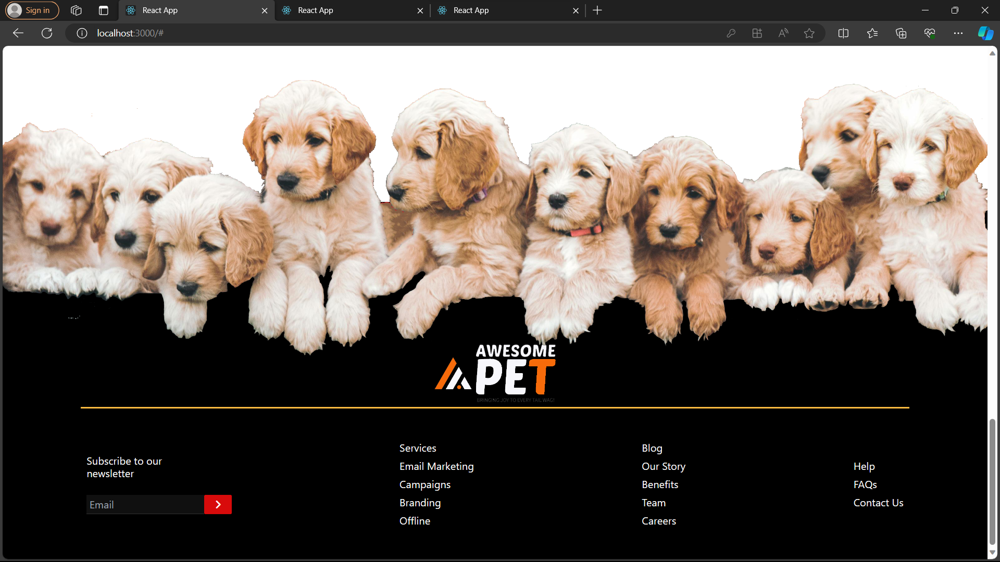 Sign in
React App
React App
React App
localhost:3000/#
AWESOME
PET
BRINGING JOY TO EVERY TAIL WAG!
Subscribe to our
newsletter
Email
Services
Email Marketing
Campaigns
Branding
Offline
Blog
Our Story
Benefits
Team
Careers
Help
FAQs
Contact Us